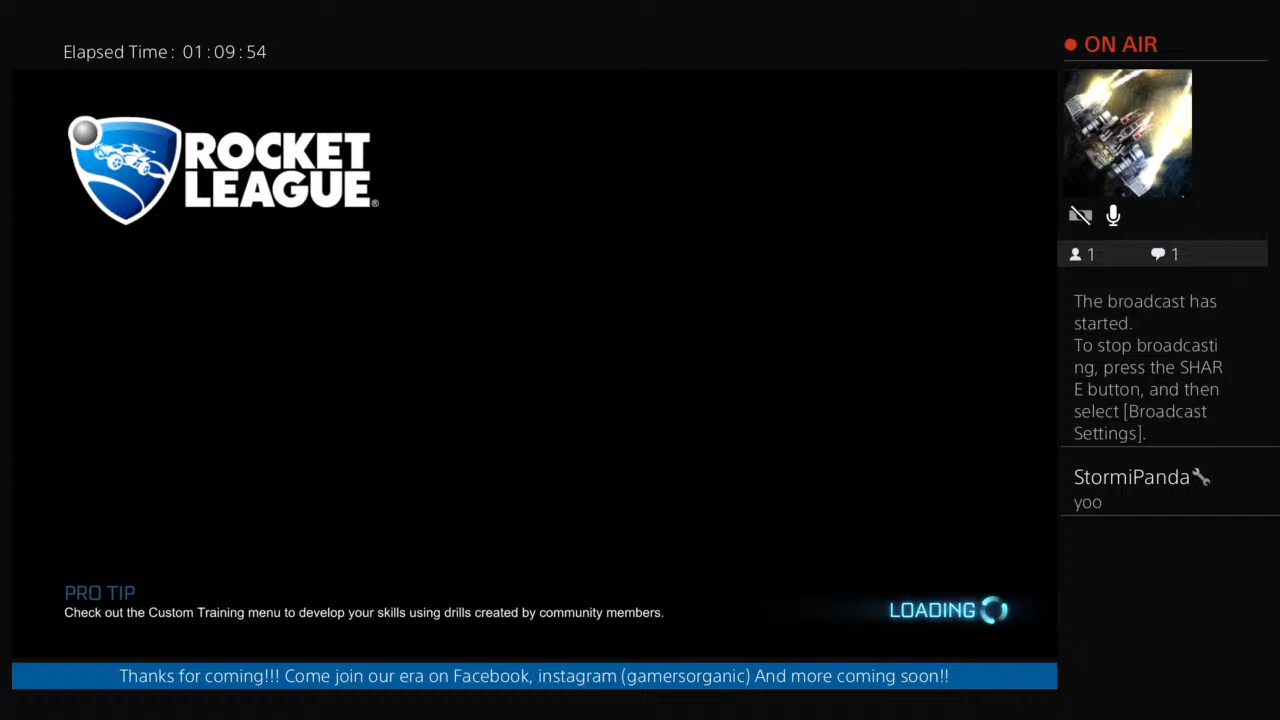 Elapsed Time: 01:09:54
ON AIR
ROCKET
LEAGUE®
1
1
The broadcast has
started.
To stop broadcasti
ng, press the SHAR
E button, and then
select [Broadcast
Settings].
StormiPanda
yoo
PRO TIP
Check out the Custom Training menu to develop your skills using drills created by community members.
LOADING
Thanks for coming!!! Come join our era on Facebook, instagram (gamersorganic) And more coming soon!!